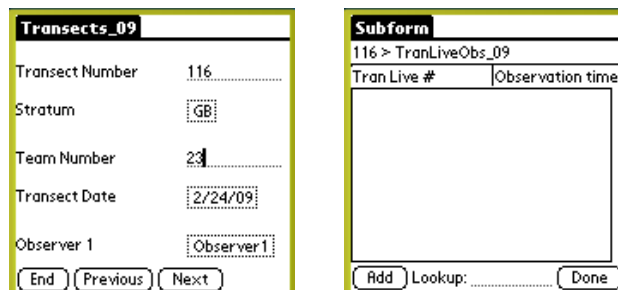 Transects_09
Transect Number 116
Stratum GB
Team Number 23
Transect Date 2/24/09
Observer 1 Observer1
End Previous Next
Subform
116 > TranLiveObs_09
Tran Live # Observation time
Add Lookup: Done